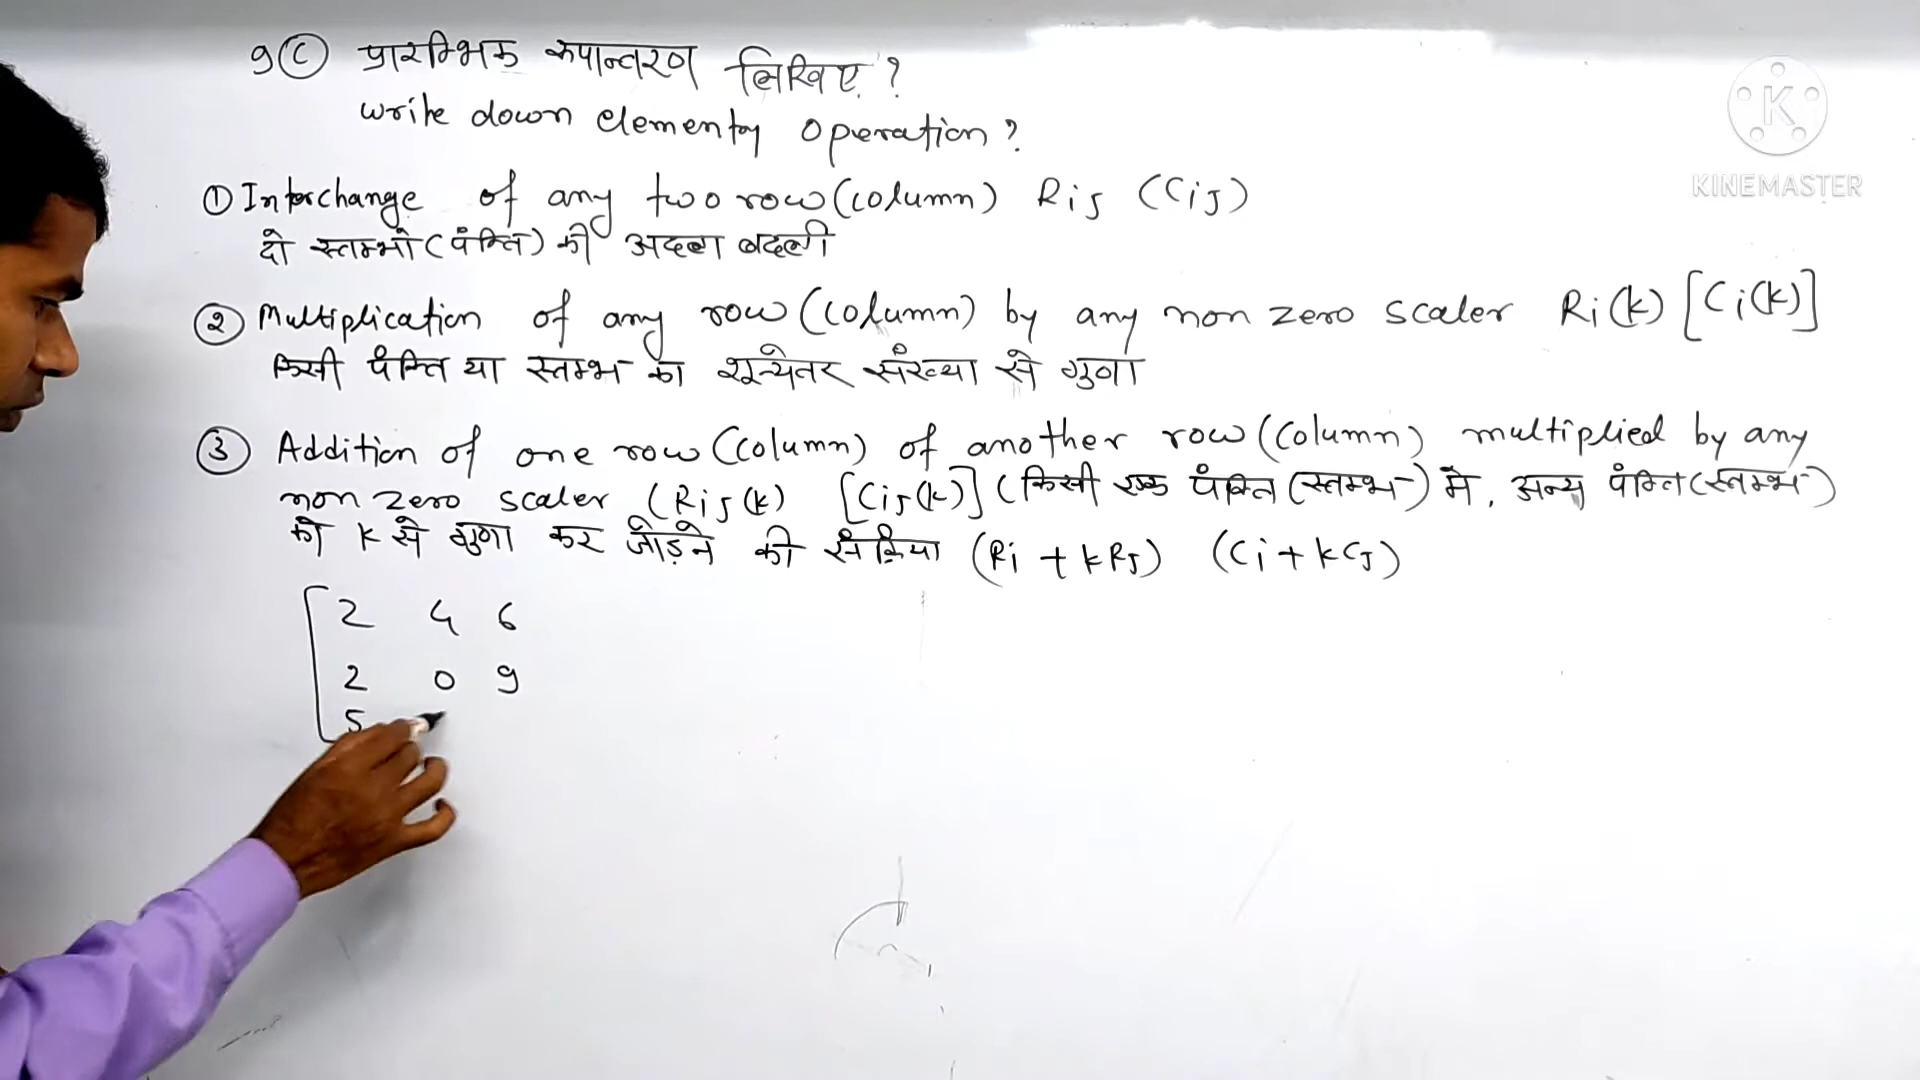 9 (C) प्रारम्भिक रूपान्तरण लिखिए ?
write down elementy operation ?
① Interchange of any two row (column) Rij (Cij)
दो स्तम्भो (पंक्ति) की अदला बदली
② Multiplication of any row (column) by any non zero scaler Ri(k) [Ci(k)]
किसी पंक्ति या स्तम्भ का शून्येतर संख्या से गुणा
③ Addition of one row (column) of another row (column) multiplied by any
non zero scaler (Rij(k) [Cij(k)] (किसी एक पंक्ति (स्तम्भ) मे, अन्य पंक्ति (स्तम्भ)
को K से गुणा कर जोड़ने की संक्रिया (Ri + kRj) (Ci + kCj)
2 4 6
2 0 9
5
K
KINEMASTER